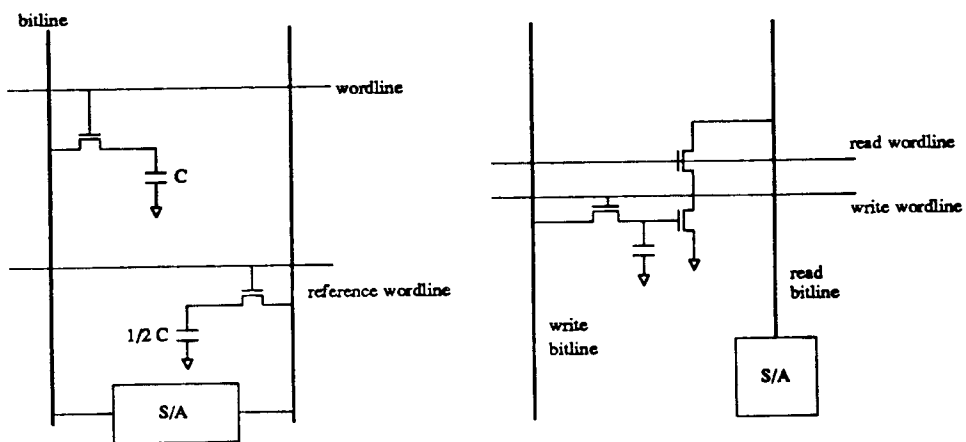 bitline
wordline
C
reference wordline
1/2 C
S/A
read wordline
write wordline
read
bitline
write
bitline
S/A